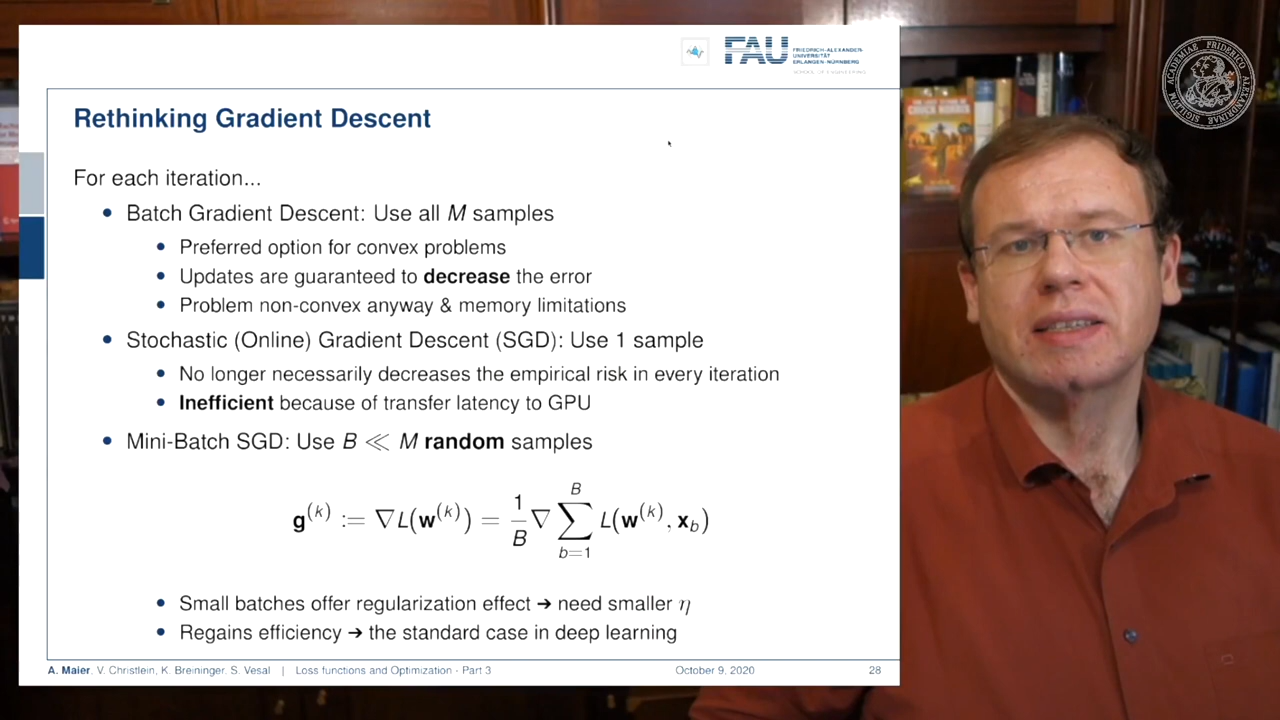 FAU
FRIEDRICH-ALEXANDER-
UNIVERSITÄT
ERLANGEN-NÜRNBERG
Rethinking Gradient Descent
For each iteration...
• Batch Gradient Descent: Use all M samples
• Preferred option for convex problems
• Updates are guaranteed to decrease the error
• Problem non-convex anyway & memory limitations
• Stochastic (Online) Gradient Descent (SGD): Use 1 sample
• No longer necessarily decreases the empirical risk in every iteration
• Inefficient because of transfer latency to GPU
• Mini-Batch SGD: Use B ≪ M random samples
g^(k) := ∇L(w^(k)) = 1/B ∇ ∑_{b=1}^{B} L(w^(k), x_b)
• Small batches offer regularization effect → need smaller η
• Regains efficiency → the standard case in deep learning
A. Maier, V. Christlein, K. Breininger, S. Vesal | Loss functions and Optimization - Part 3 October 9, 2020 28